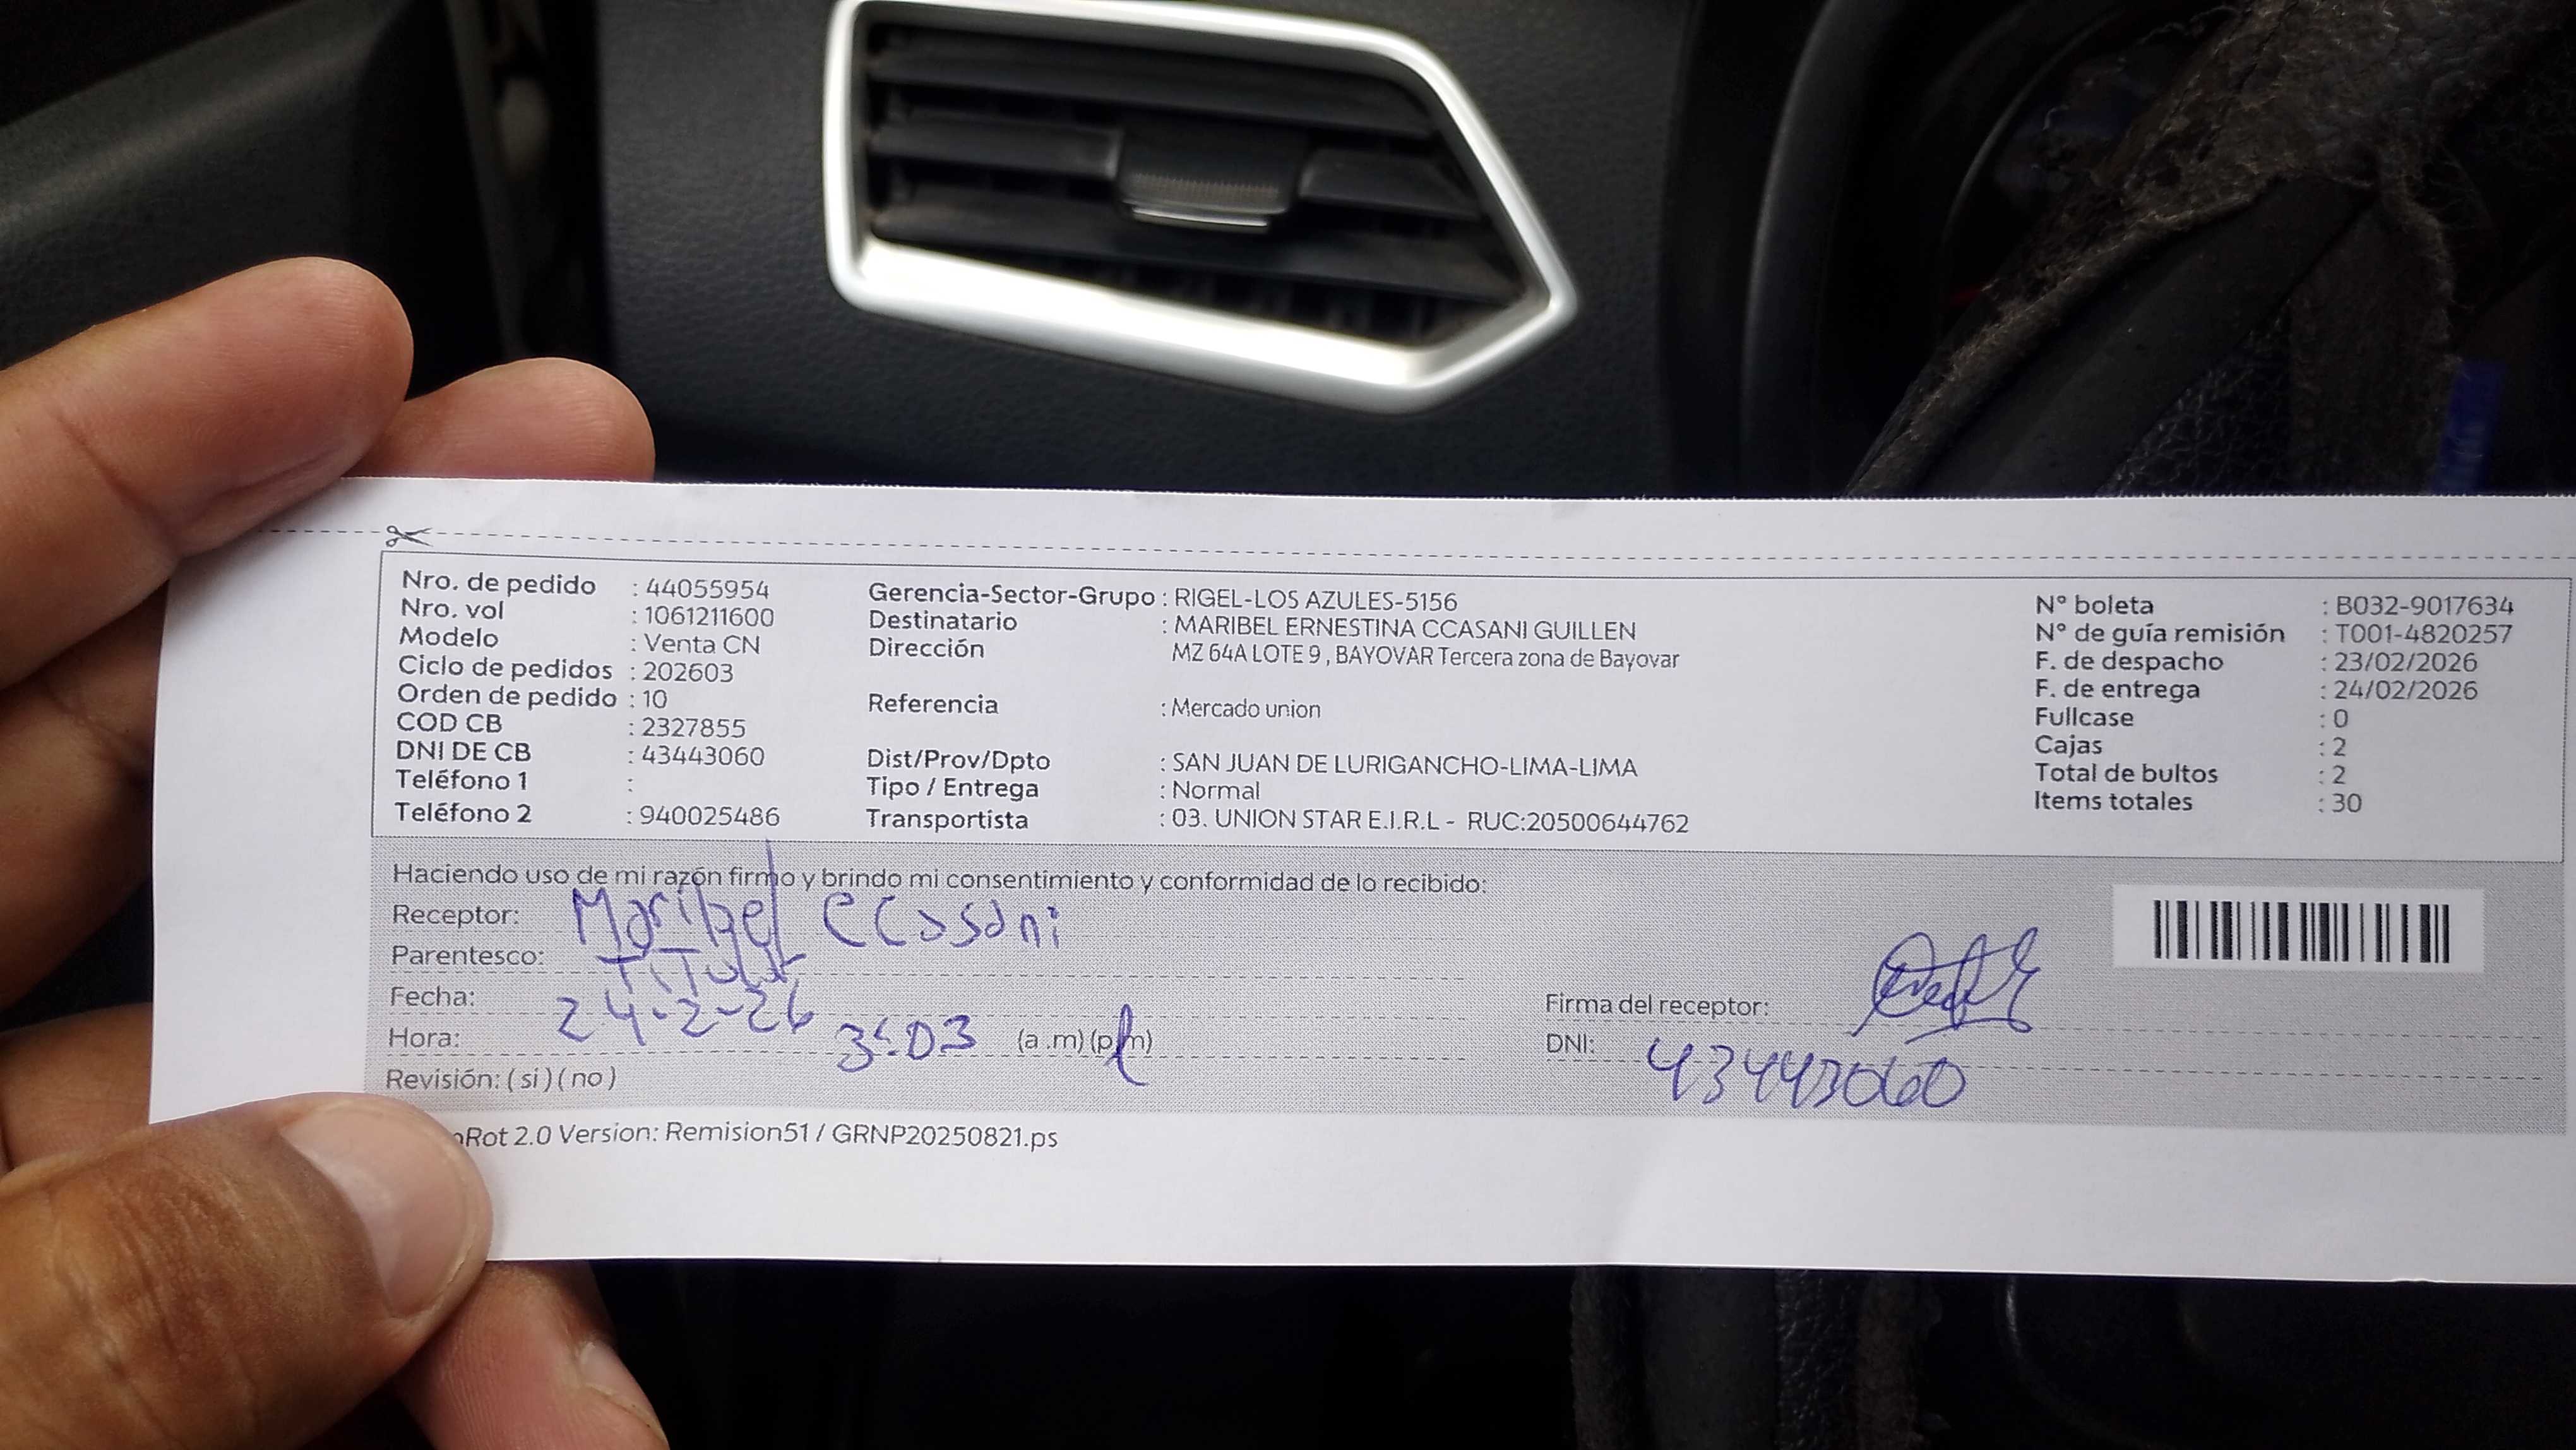 Nro. de pedido : 44055954
Nro. vol : 1061211600
Modelo : Venta CN
Ciclo de pedidos : 202603
Orden de pedido : 10
COD CB : 2327855
DNI DE CB : 43443060
Teléfono 1 :
Teléfono 2 : 940025486
Gerencia-Sector-Grupo : RIGEL-LOS AZULES-5156
Destinatario : MARIBEL ERNESTINA CCASANI GUILLEN
Dirección MZ 64A LOTE 9 , BAYOVAR Tercera zona de Bayovar
Referencia : Mercado union
Dist/Prov/Dpto : SAN JUAN DE LURIGANCHO-LIMA-LIMA
Tipo / Entrega : Normal
Transportista : 03. UNION STAR E.I.R.L - RUC:20500644762
N° boleta : B032-9017634
N° de guía remisión : T001-4820257
F. de despacho : 23/02/2026
F. de entrega : 24/02/2026
Fullcase : 0
Cajas : 2
Total de bultos : 2
Items totales : 30
Haciendo uso de mi razón firmo y brindo mi consentimiento y conformidad de lo recibido:
Receptor: Maribel CCasani
Parentesco: TiTular
Fecha: 24-2-26
Hora: 3:03 (a .m) (p.m)
Revisión: ( si ) ( no )
Firma del receptor:
DNI: 43443060
Rot 2.0 Version: Remision51 / GRNP20250821.ps